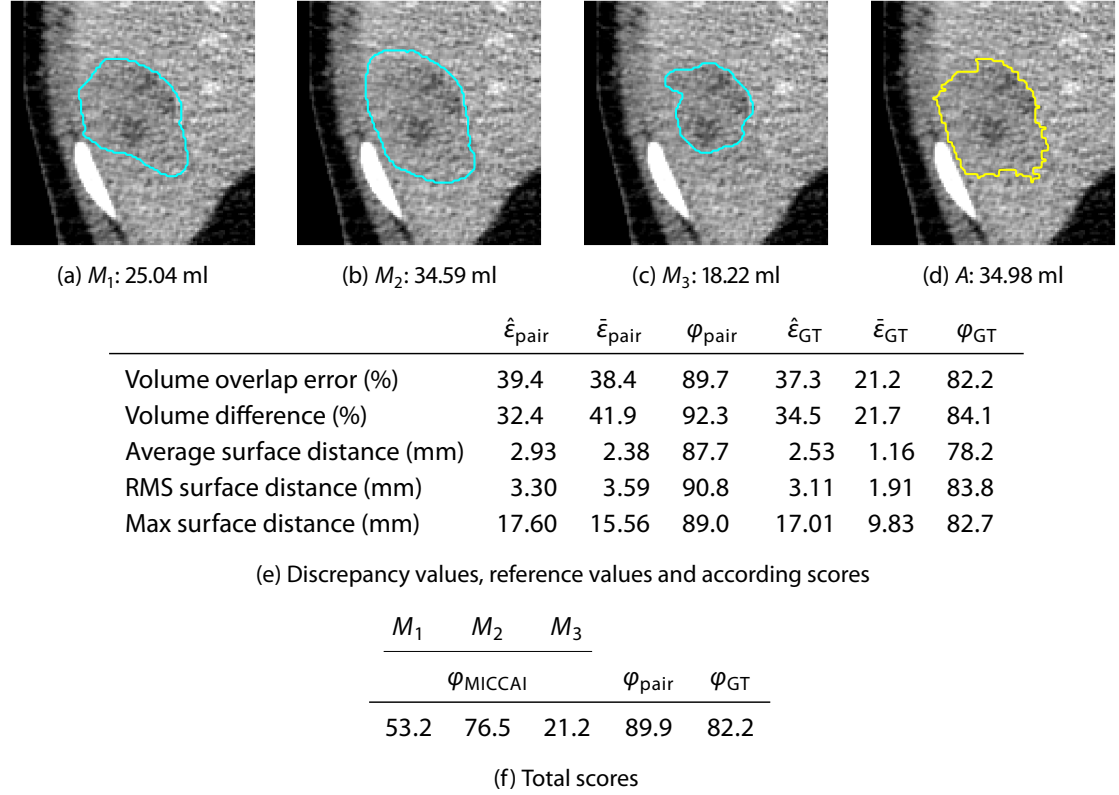 (a) M₁: 25.04 ml (b) M₂: 34.59 ml (c) M₃: 18.22 ml (d) A: 34.98 ml
ε̂pair ε̄pair φpair ε̂GT ε̄GT φGT
Volume overlap error (%) 39.4 38.4 89.7 37.3 21.2 82.2
Volume difference (%) 32.4 41.9 92.3 34.5 21.7 84.1
Average surface distance (mm) 2.93 2.38 87.7 2.53 1.16 78.2
RMS surface distance (mm) 3.30 3.59 90.8 3.11 1.91 83.8
Max surface distance (mm) 17.60 15.56 89.0 17.01 9.83 82.7
(e) Discrepancy values, reference values and according scores
M₁ M₂ M₃
φMICCAI φpair φGT
53.2 76.5 21.2 89.9 82.2
(f) Total scores